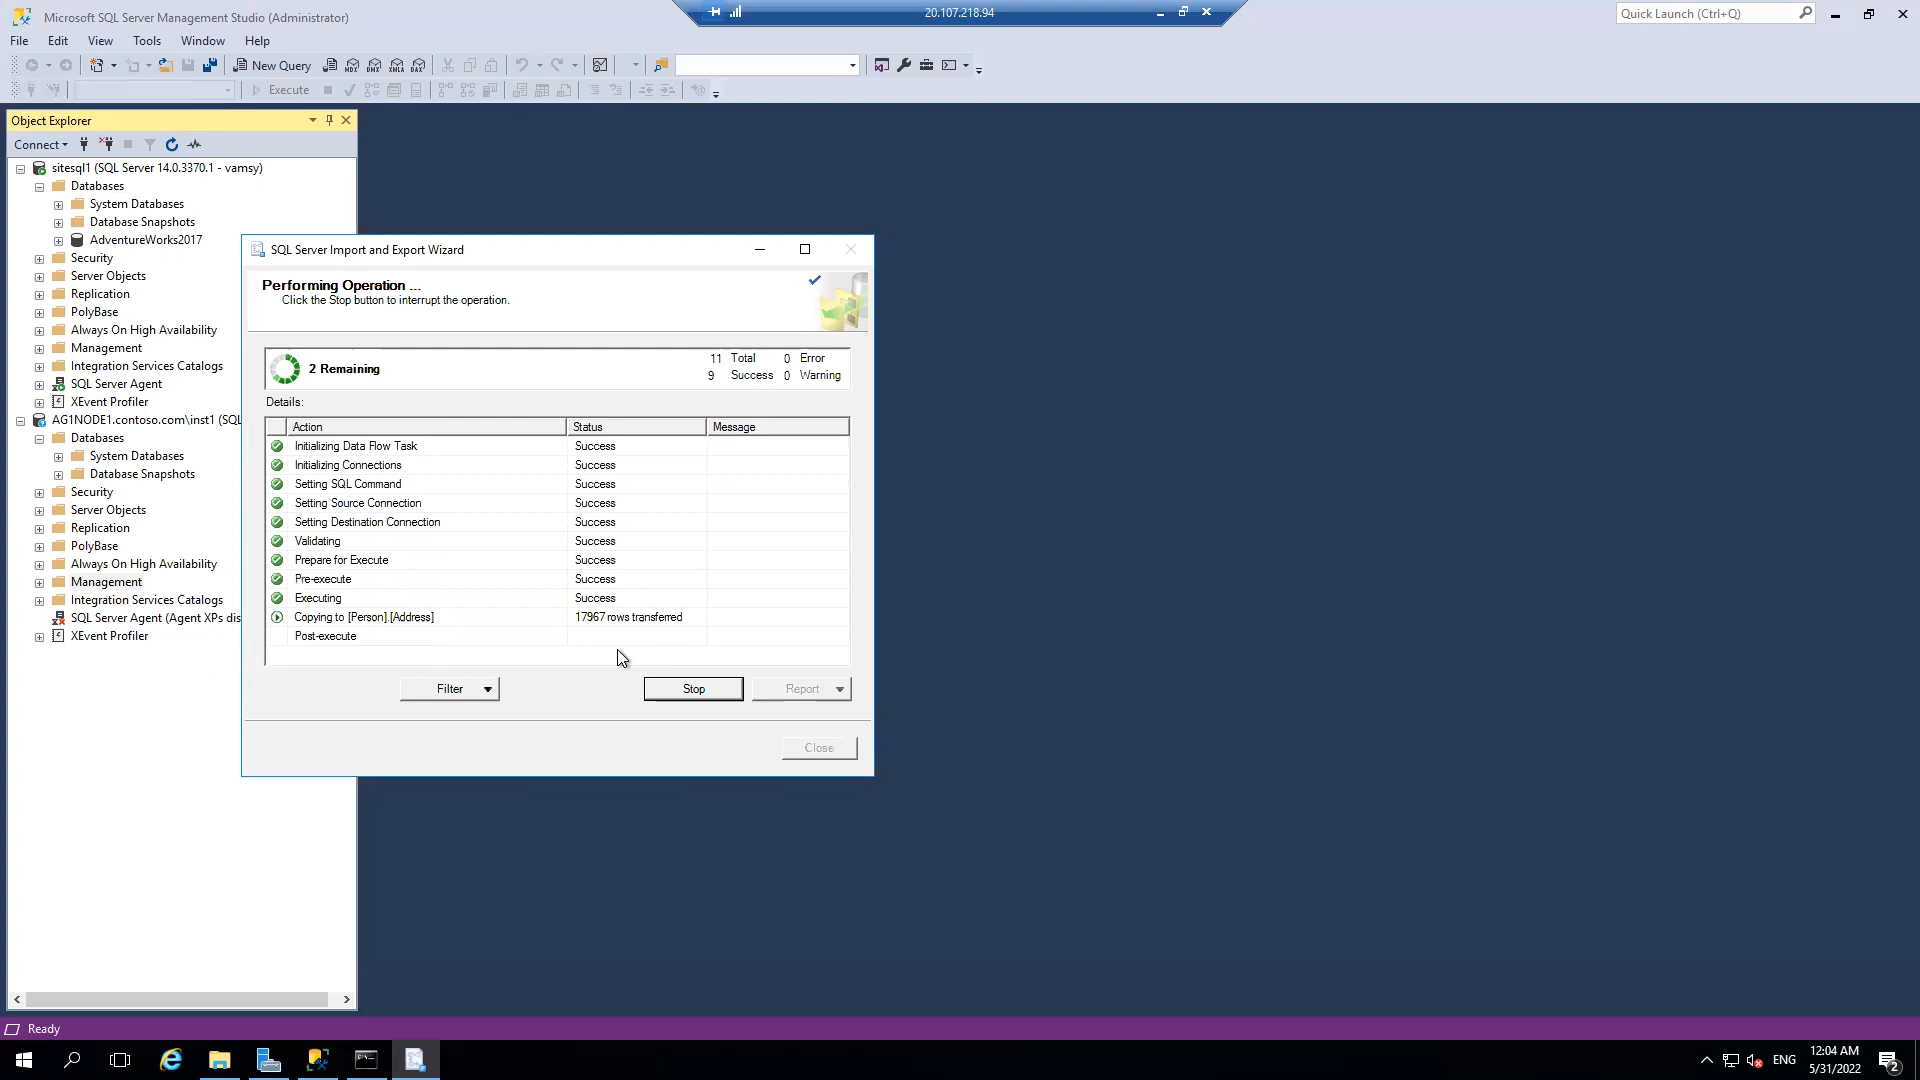 Microsoft SQL Server Management Studio (Administrator)
20.107.218.94
Quick Launch (Ctrl+Q)
File Edit View Tools Window Help
New Query
MDX DMX XMLA DAX
Execute
Object Explorer
Connect
sitesql1 (SQL Server 14.0.3370.1 - vamsy)
Databases
System Databases
Database Snapshots
AdventureWorks2017
Security
Server Objects
Replication
PolyBase
Always On High Availability
Management
Integration Services Catalogs
SQL Server Agent
XEvent Profiler
AG1NODE1.contoso.com\inst1 (SQL
Databases
System Databases
Database Snapshots
Security
Server Objects
Replication
PolyBase
Always On High Availability
Management
Integration Services Catalogs
SQL Server Agent (Agent XPs dis
XEvent Profiler
SQL Server Import and Export Wizard
Performing Operation ...
Click the Stop button to interrupt the operation.
2 Remaining
11 Total 0 Error
9 Success 0 Warning
Details:
Action Status Message
Initializing Data Flow Task Success
Initializing Connections Success
Setting SQL Command Success
Setting Source Connection Success
Setting Destination Connection Success
Validating Success
Prepare for Execute Success
Pre-execute Success
Executing Success
Copying to [Person].[Address] 17967 rows transferred
Post-execute
Filter Stop Report
Close
Ready
ENG
12:04 AM
5/31/2022
2